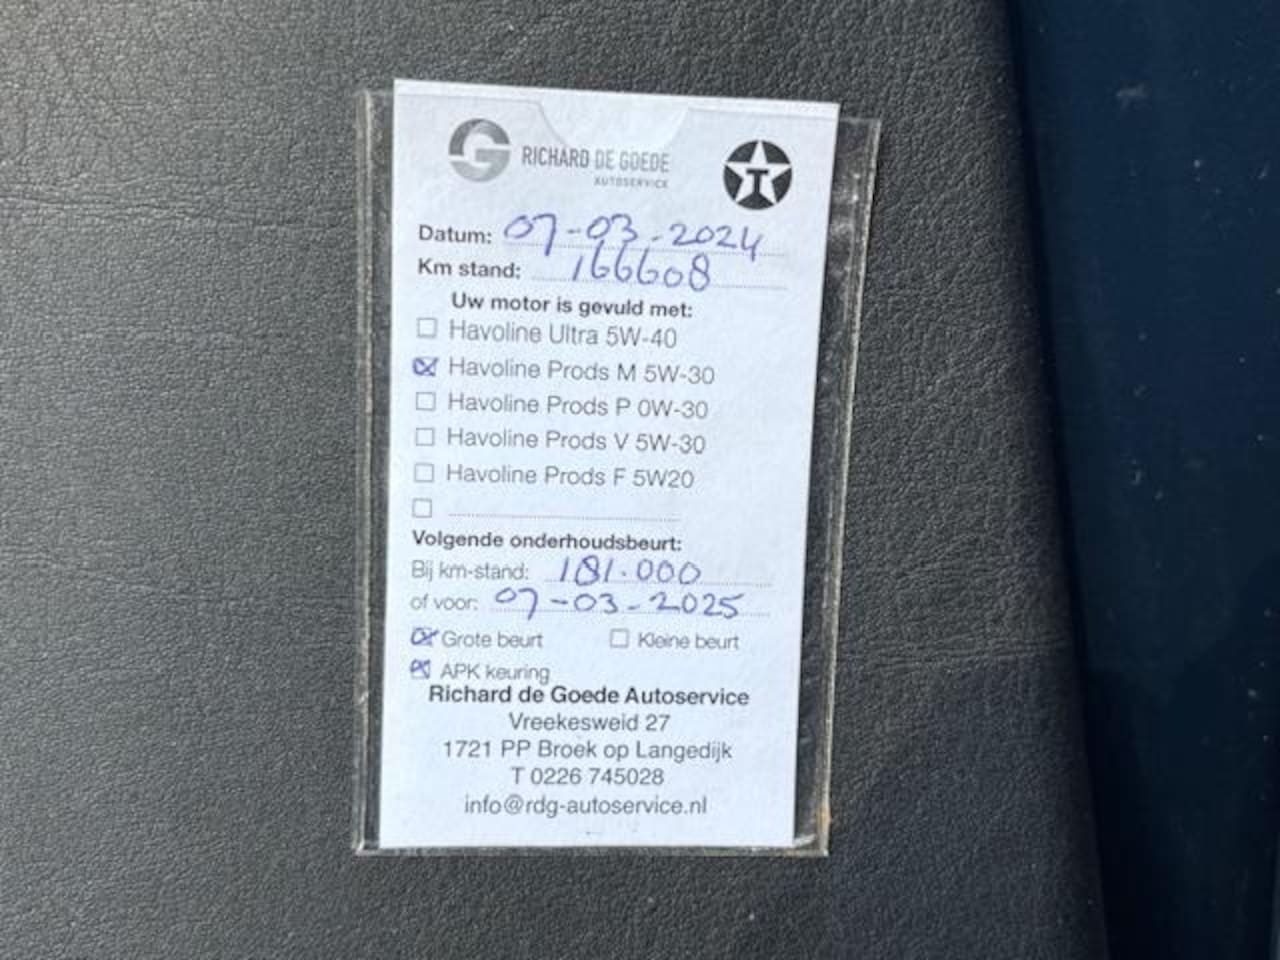 G RICHARD DE GOEDE
AUTOSERVICE
T
Datum: 07-03-2024
Km stand: 166608
Uw motor is gevuld met:
☐ Havoline Ultra 5W-40
☒ Havoline Prods M 5W-30
☐ Havoline Prods P 0W-30
☐ Havoline Prods V 5W-30
☐ Havoline Prods F 5W20
☐
Volgende onderhoudsbeurt:
Bij km-stand: 181.000
of voor: 07-03-2025
☒ Grote beurt ☐ Kleine beurt
☒ APK keuring
Richard de Goede Autoservice
Vreekesweid 27
1721 PP Broek op Langedijk
T 0226 745028
info@rdg-autoservice.nl